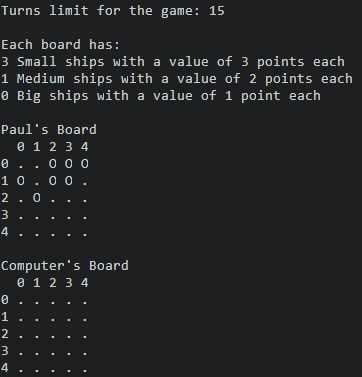 Turns limit for the game: 15
Each board has:
3 Small ships with a value of 3 points each
1 Medium ships with a value of 2 points each
0 Big ships with a value of 1 point each
Paul's Board
0 1 2 3 4
0 . . O O O
1 O . O O .
2 . O . . .
3 . . . . .
4 . . . . .
Computer's Board
0 1 2 3 4
0 . . . . .
1 . . . . .
2 . . . . .
3 . . . . .
4 . . . . .